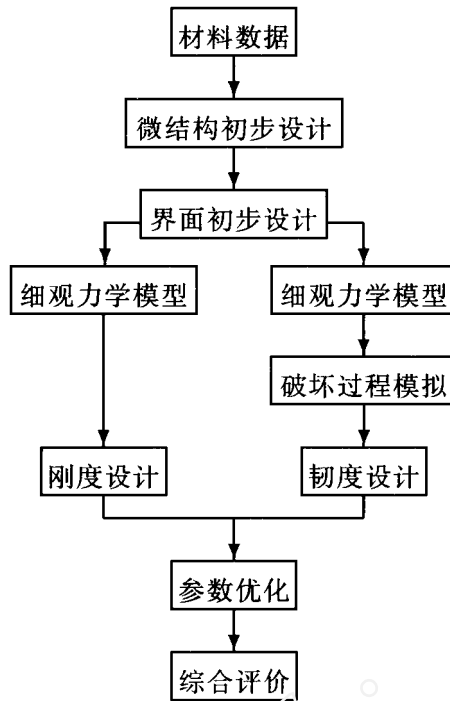 材料数据
微结构初步设计
界面初步设计
细观力学模型
细观力学模型
破坏过程模拟
刚度设计
韧度设计
参数优化
综合评价